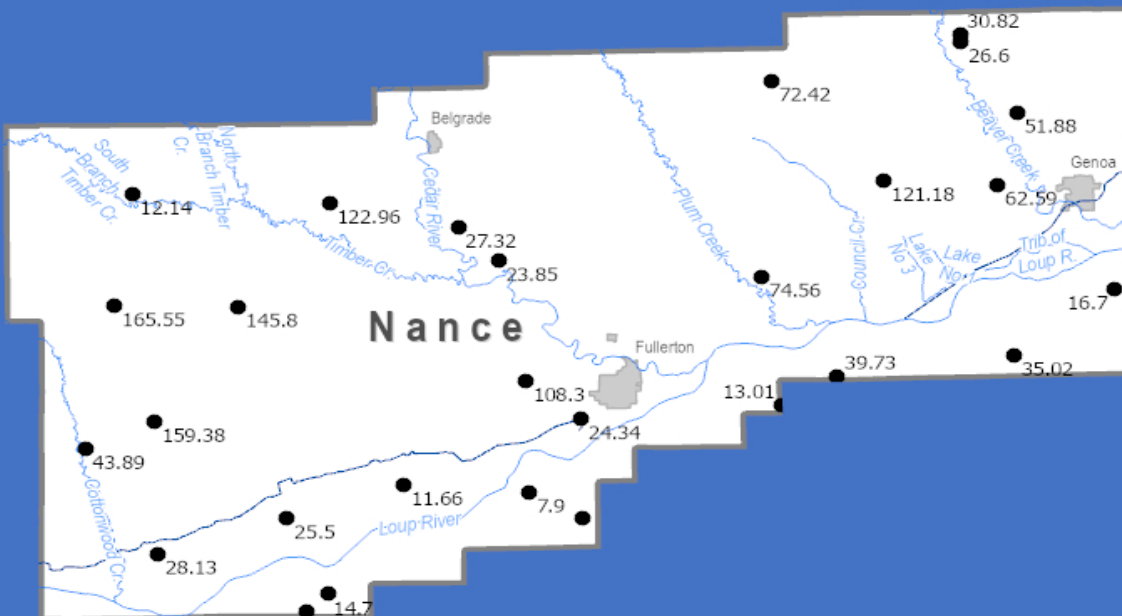 30.82
26.6
72.42
51.88
Belgrade
Beaver Creek
Genoa
North
Branch Timber
Cr.
South
Branch
Timber Cr.
12.14
122.96
Cedar River
27.32
Plum Creek
121.18
62.59
Timber Cr.
23.85
Council Cr.
Lake
No 3
Lake
No
Trib.of
Loup R.
74.56
16.7
165.55
145.8
Nance
Fullerton
39.73
35.02
108.3
13.01
159.38
24.34
43.89
Cottonwood Cr.
11.66
7.9
25.5
Loup River
28.13
14.7